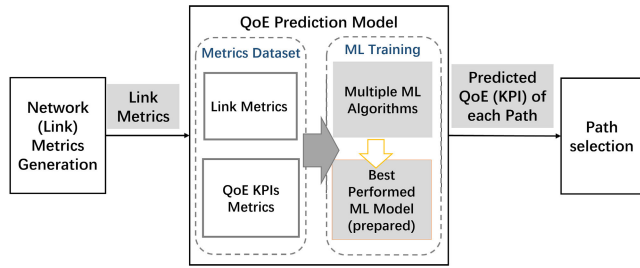 QoE Prediction Model
Metrics Dataset
ML Training
Network
(Link)
Metrics
Generation
Link
Metrics
Link Metrics
QoE KPIs
Metrics
Multiple ML
Algorithms
Best
Performed
ML Model
(prepared)
Predicted
QoE (KPI) of
each Path
Path
selection